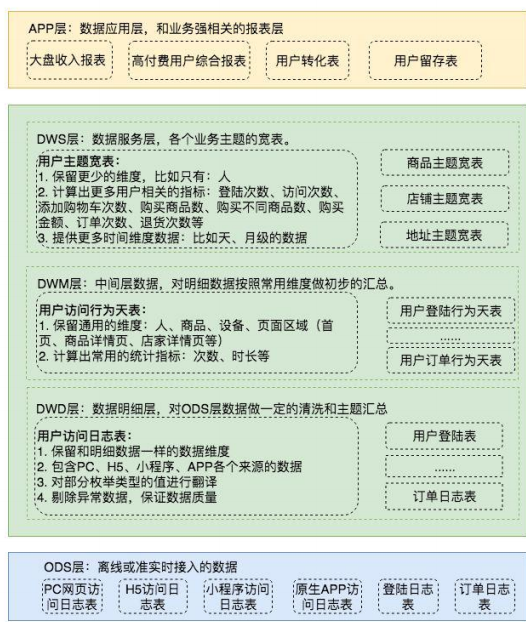 APP层：数据应用层，和业务强相关的报表层
大盘收入报表
高付费用户综合报表
用户转化表
用户留存表
DWS层：数据服务层，各个业务主题的宽表。
用户主题宽表：
1. 保留更少的维度，比如只有：人
2. 计算出更多用户相关的指标：登陆次数、访问次数、
添加购物车次数、购买商品数、购买不同商品数、购买
金额、订单次数、退货次数等
3. 提供更多时间维度数据：比如天、月级的数据
商品主题宽表
店铺主题宽表
地址主题宽表
DWM层：中间层数据，对明细数据按照常用维度做初步的汇总。
用户访问行为天表：
1. 保留通用的维度：人、商品、设备、页面区域（首
页、商品详情页、店家详情页等）
2. 计算出常用的统计指标：次数、时长等
用户登陆行为天表
......
用户订单行为天表
DWD层：数据明细层，对ODS层数据做一定的清洗和主题汇总
用户访问日志表：
1. 保留和明细数据一样的数据维度
2. 包含PC、H5、小程序、APP各个来源的数据
3. 对部分枚举类型的值进行翻译
4. 剔除异常数据，保证数据质量
用户登陆表
......
订单日志表
ODS层：离线或准实时接入的数据
PC网页访
问日志表
H5访问日
志表
小程序访问
日志表
原生APP访
问日志表
登陆日志
表
订单日志
表